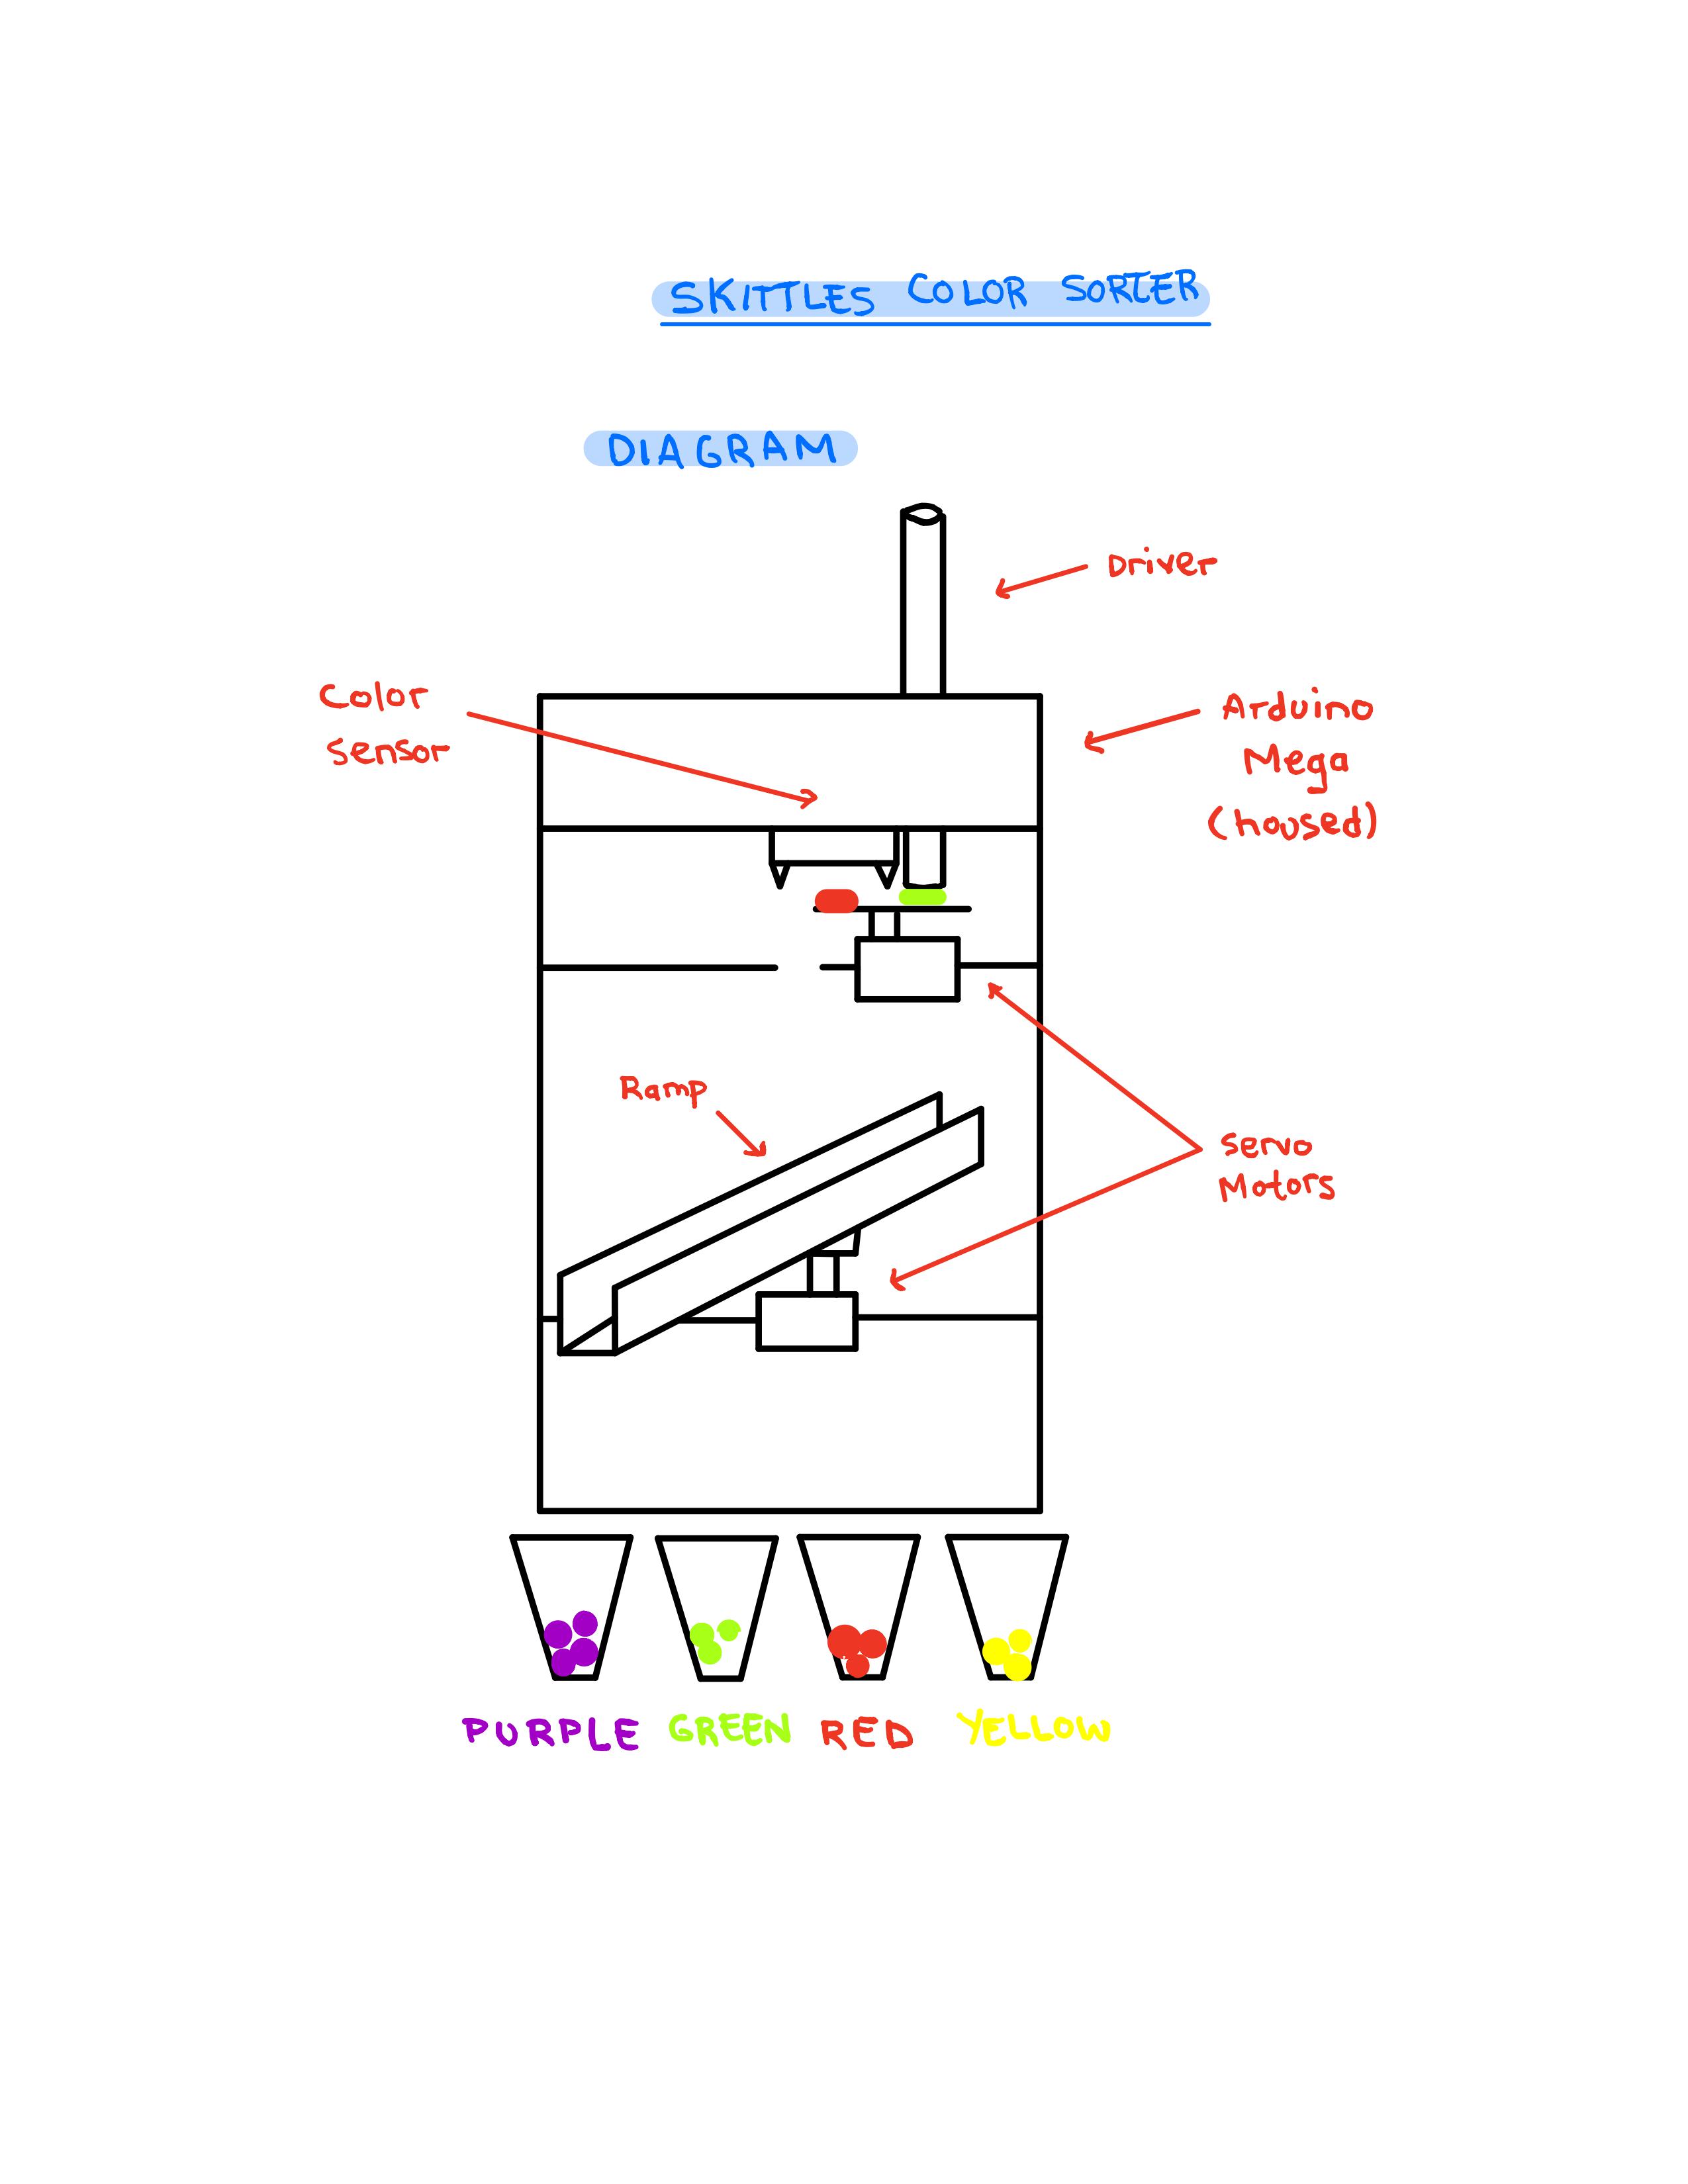 SKITTLES COLOR SORTER
DIAGRAM
Driver
Color
Sensor
Arduino
Mega
(housed)
Ramp
Servo
Motors
PURPLE GREEN RED YELLOW